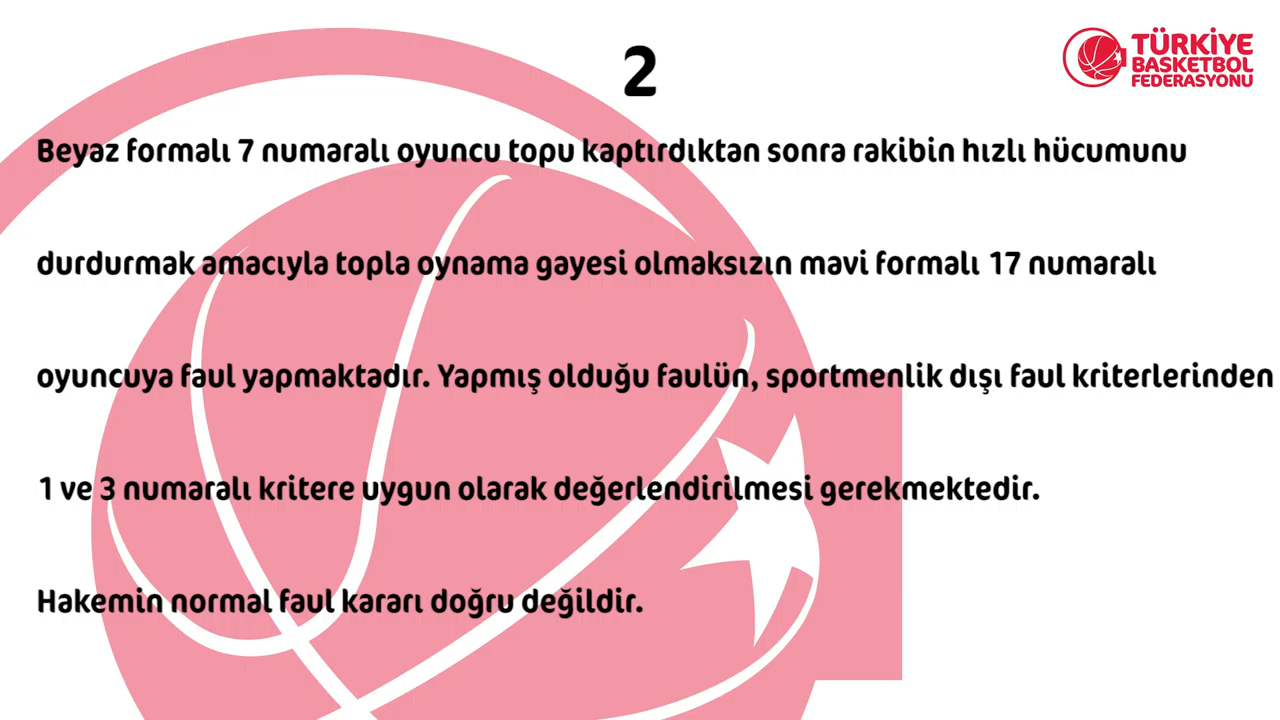 2
TÜRKİYE
BASKETBOL
FEDERASYONU
Beyaz formalı 7 numaralı oyuncu topu kaptırdıktan sonra rakibin hızlı hücumunu
durdurmak amacıyla topla oynama gayesi olmaksızın mavi formalı 17 numaralı
oyuncuya faul yapmaktadır. Yapmış olduğu faulün, sportmenlik dışı faul kriterlerinden
1 ve 3 numaralı kritere uygun olarak değerlendirilmesi gerekmektedir.
Hakemin normal faul kararı doğru değildir.